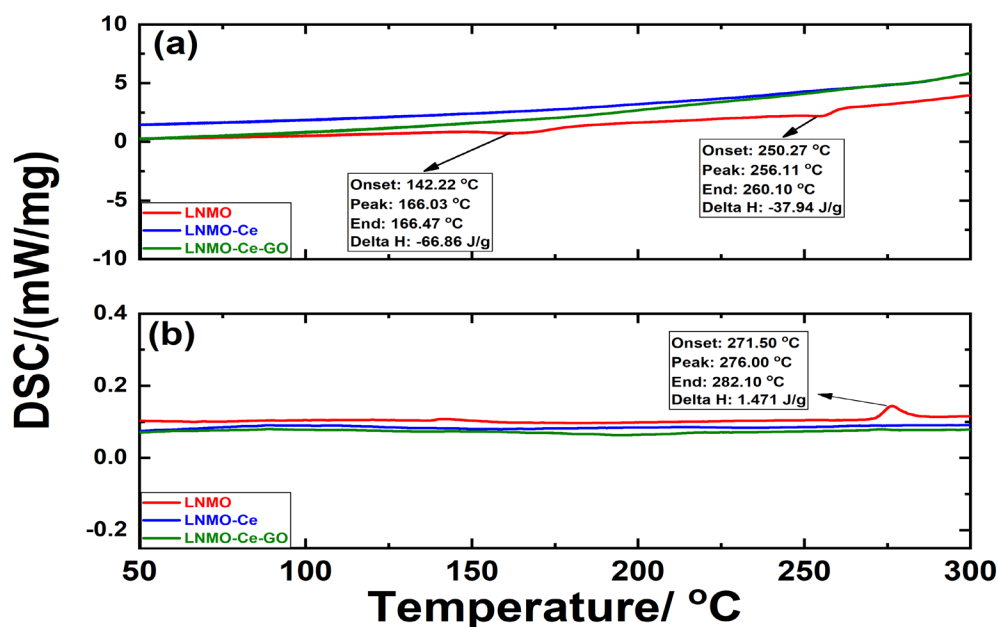 DSC/(mW/mg)
(a)
10
5
0
-5
-10
Onset: 142.22 °C
Peak: 166.03 °C
End: 166.47 °C
Delta H: -66.86 J/g
Onset: 250.27 °C
Peak: 256.11 °C
End: 260.10 °C
Delta H: -37.94 J/g
LNMO
LNMO-Ce
LNMO-Ce-GO
(b)
0.4
0.2
0.0
-0.2
Onset: 271.50 °C
Peak: 276.00 °C
End: 282.10 °C
Delta H: 1.471 J/g
LNMO
LNMO-Ce
LNMO-Ce-GO
50 100 150 200 250 300
Temperature/ °C